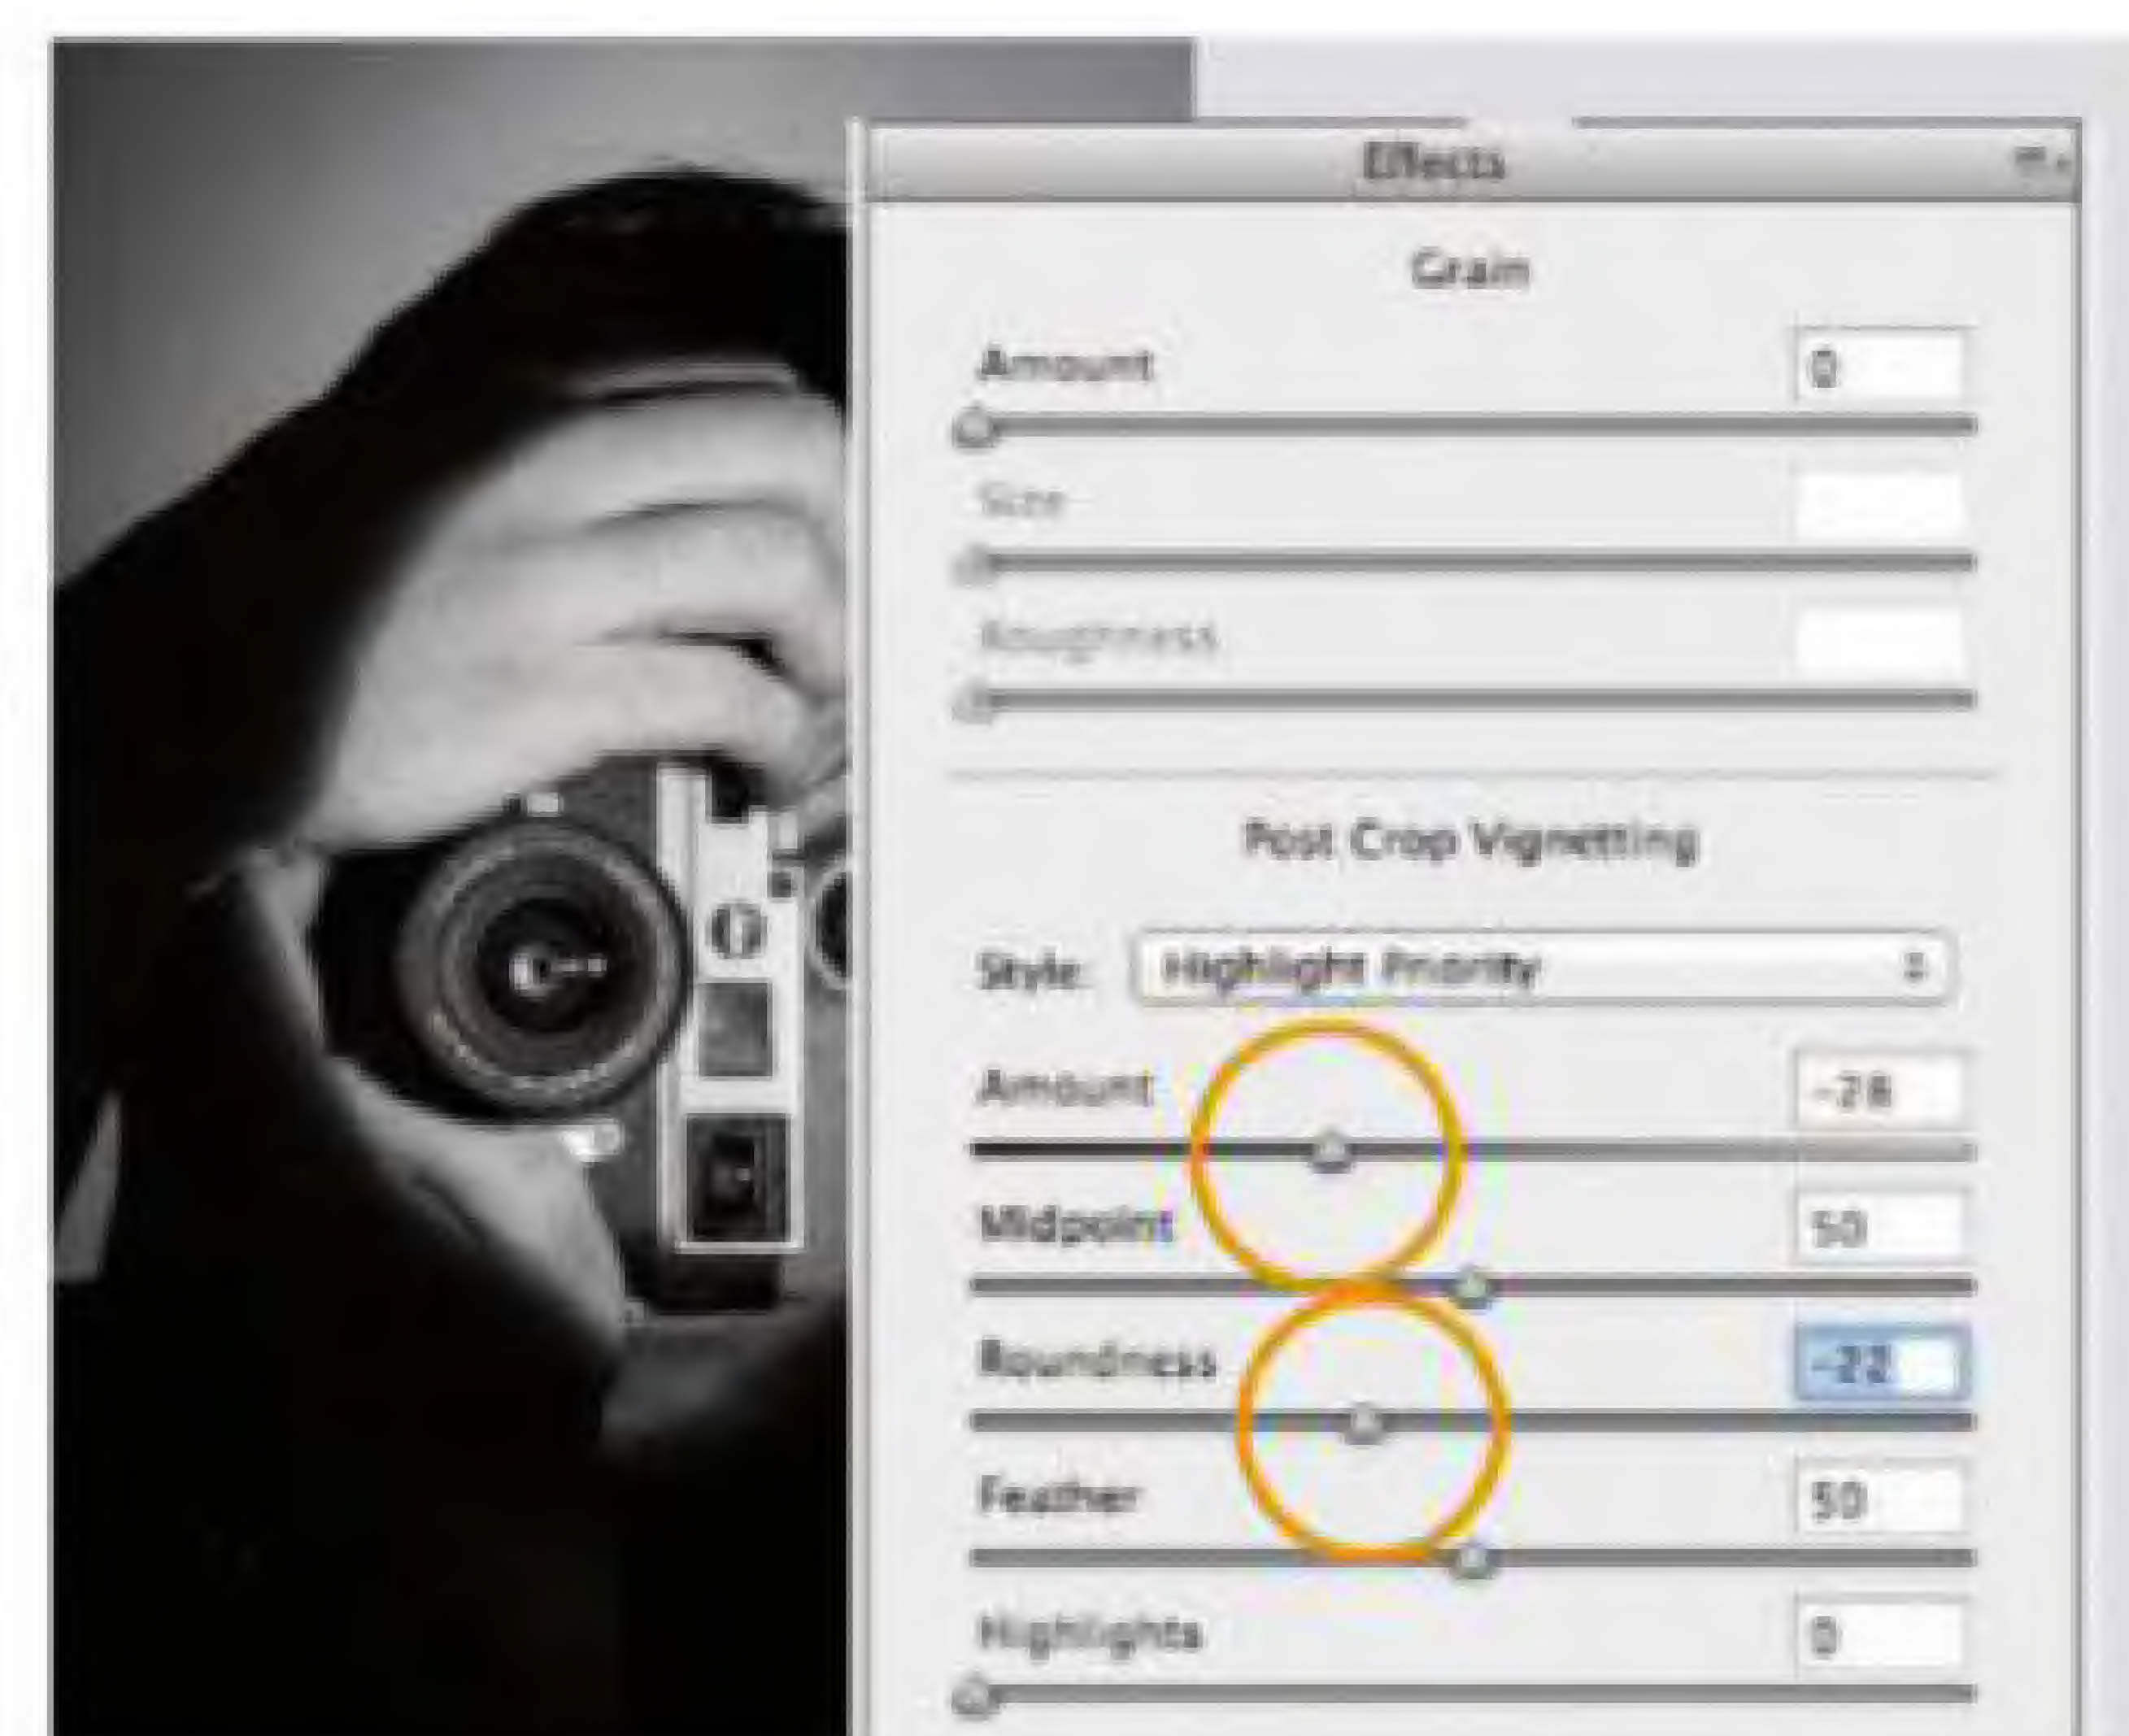 Effects
Grain
Amount 0
Size
Roughness
Post Crop Vignetting
Style: Highlight Priority
Amount -28
Midpoint 50
Roundness -22
Feather 50
Highlights 0